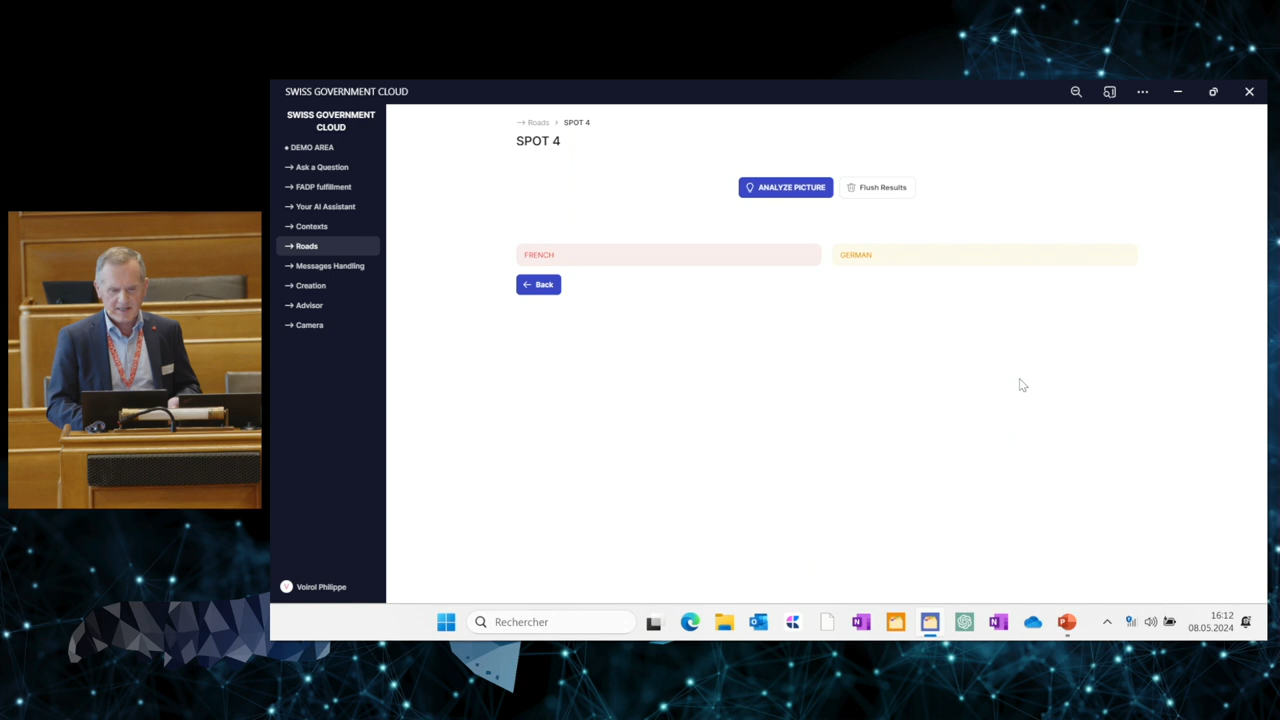 SWISS GOVERNMENT CLOUD
SWISS GOVERNMENT
CLOUD
DEMO AREA
Ask a Question
FADP fulfillment
Your AI Assistant
Contexts
Roads
Messages Handling
Creation
Advisor
Camera
Voirol Philippe
Roads > SPOT 4
SPOT 4
ANALYZE PICTURE
Flush Results
FRENCH
GERMAN
Back
Rechercher
16:12
08.05.2024